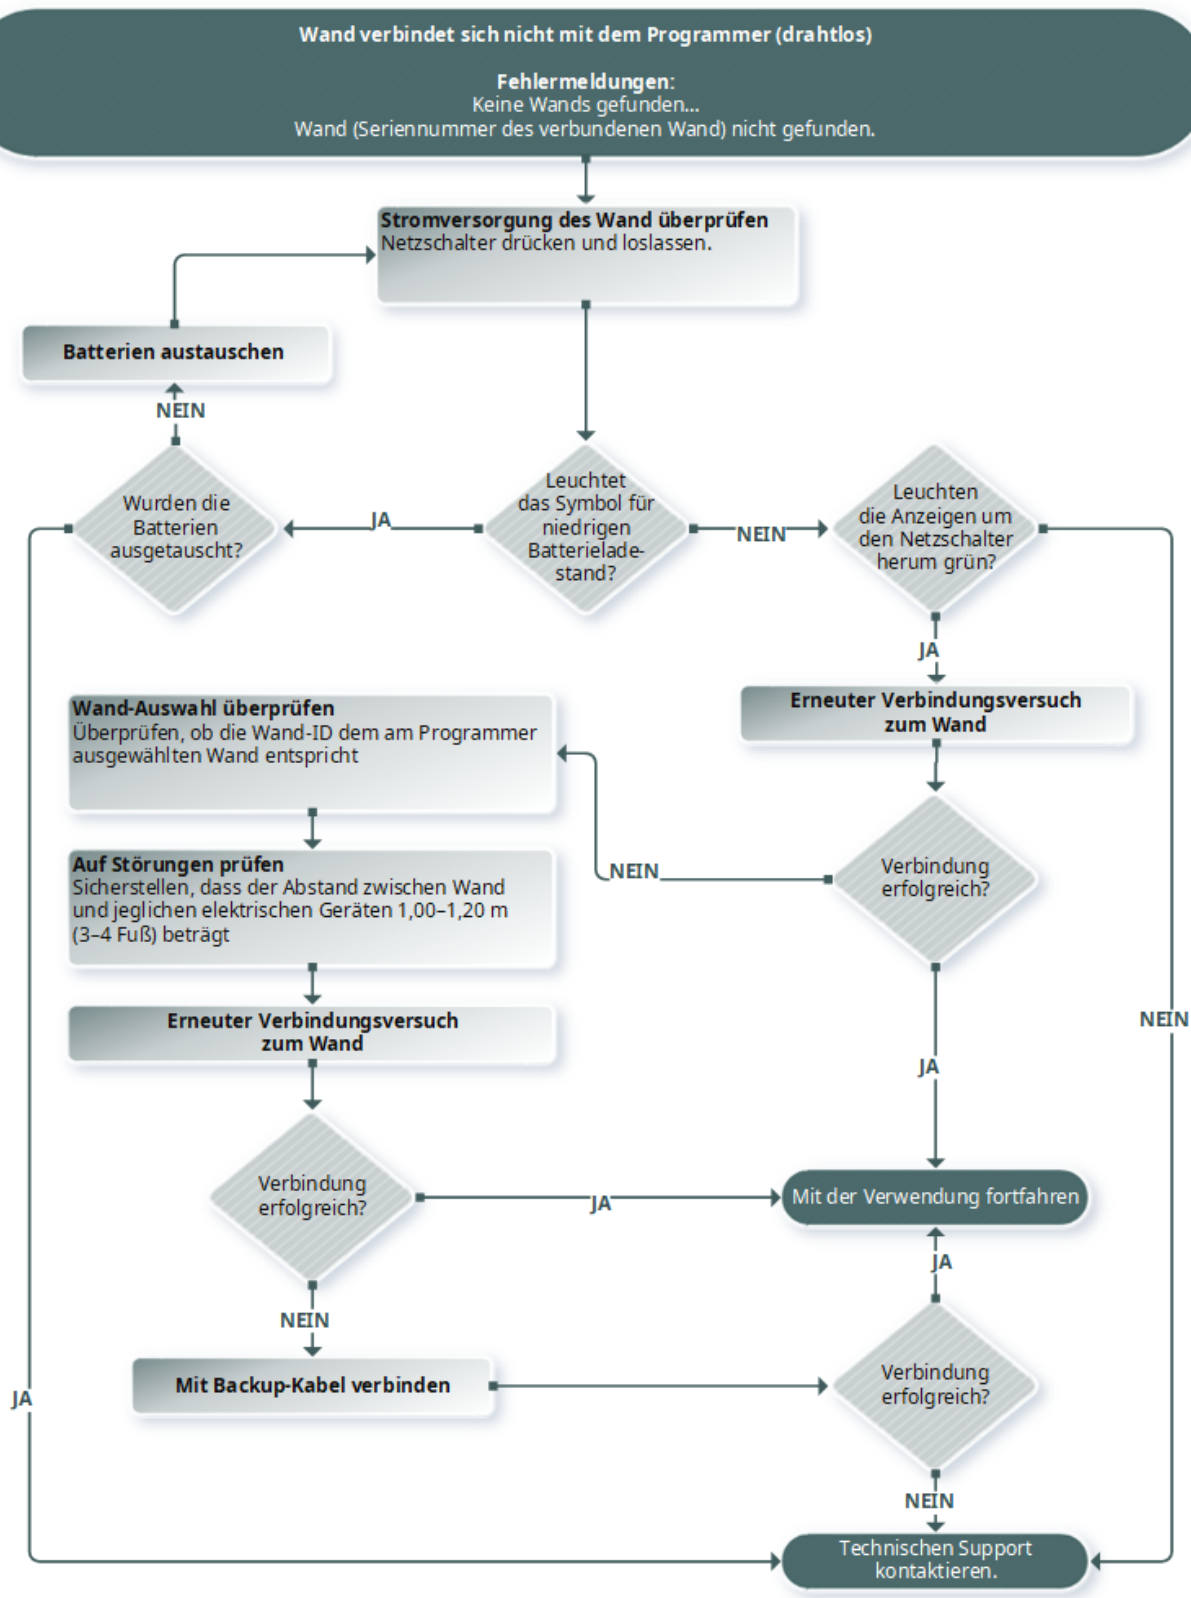 Wand verbindet sich nicht mit dem Programmer (drahtlos)
Fehlermeldungen:
Keine Wands gefunden...
Wand (Seriennummer des verbundenen Wand) nicht gefunden.
Stromversorgung des Wand überprüfen
Netzschalter drücken und loslassen.
Batterien austauschen
NEIN
Wurden die
Batterien
ausgetauscht?
JA
Leuchtet
das Symbol für
niedrigen
Batterielade-
stand?
NEIN
Leuchten
die Anzeigen um
den Netzschalter
herum grün?
JA
Erneuter Verbindungsversuch
zum Wand
Wand-Auswahl überprüfen
Überprüfen, ob die Wand-ID dem am Programmer
ausgewählten Wand entspricht
NEIN
Verbindung
erfolgreich?
Auf Störungen prüfen
Sicherstellen, dass der Abstand zwischen Wand
und jeglichen elektrischen Geräten 1,00–1,20 m
(3–4 Fuß) beträgt
Erneuter Verbindungsversuch
zum Wand
NEIN
JA
Verbindung
erfolgreich?
JA
Mit der Verwendung fortfahren
JA
NEIN
Mit Backup-Kabel verbinden
Verbindung
erfolgreich?
JA
NEIN
Technischen Support
kontaktieren.